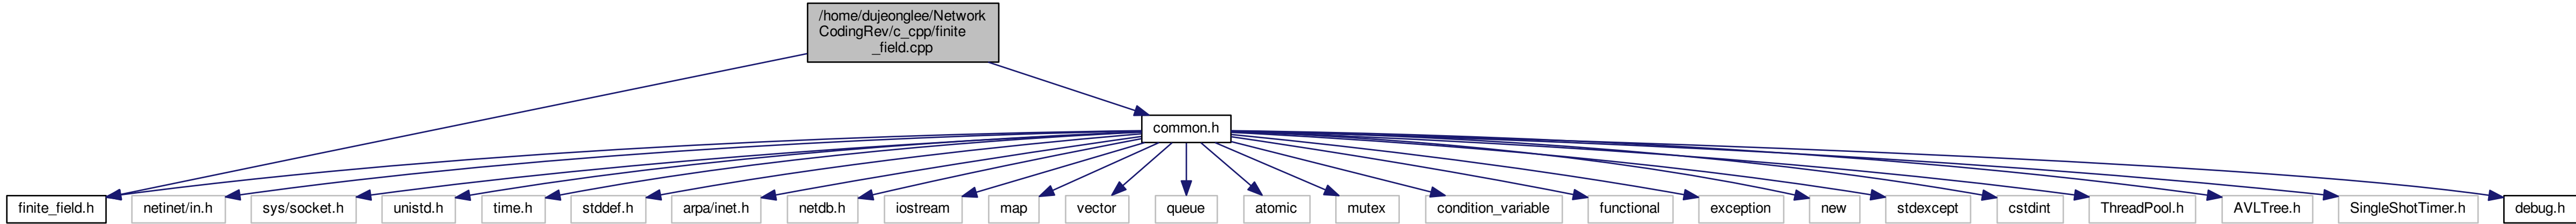 /home/dujeonglee/Network
CodingRev/c_cpp/finite
_field.cpp
common.h
finite_field.h
netinet/in.h
sys/socket.h
unistd.h
time.h
stddef.h
arpa/inet.h
netdb.h
iostream
map
vector
queue
atomic
mutex
condition_variable
functional
exception
new
stdexcept
cstdint
ThreadPool.h
AVLTree.h
SingleShotTimer.h
debug.h